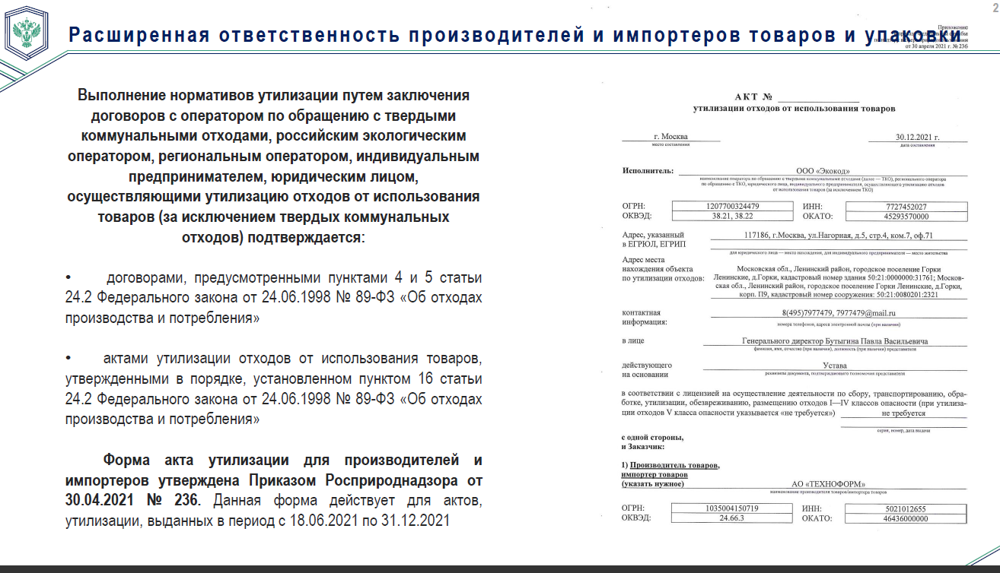 2
Расширенная ответственность производителей и импортеров товаров и упаковки
Приложение
от 30 апреля 2021 г. № 236
Выполнение нормативов утилизации путем заключения
договоров с оператором по обращению с твердыми
коммунальными отходами, российским экологическим
оператором, региональным оператором, индивидуальным
предпринимателем, юридическим лицом,
осуществляющими утилизацию отходов от использования
товаров (за исключением твердых коммунальных
отходов) подтверждается:
• договорами, предусмотренными пунктами 4 и 5 статьи
24.2 Федерального закона от 24.06.1998 № 89-ФЗ «Об отходах
производства и потребления»
• актами утилизации отходов от использования товаров,
утвержденными в порядке, установленном пунктом 16 статьи
24.2 Федерального закона от 24.06.1998 № 89-ФЗ «Об отходах
производства и потребления»
Форма акта утилизации для производителей и
импортеров утверждена Приказом Росприроднадзора от
30.04.2021 № 236. Данная форма действует для актов,
утилизации, выданных в период с 18.06.2021 по 31.12.2021
АКТ №
утилизации отходов от использования товаров
г. Москва 30.12.2021 г.
место составления дата составления
Исполнитель: ООО «Экокод»
наименование оператора по обращению с твердыми коммунальными отходами (далее — ТКО), регионального оператора
по обращению с ТКО, юридического лица, индивидуального предпринимателя, осуществляющего утилизацию отходов
от использования товаров (за исключением ТКО)
ОГРН: 1207700324479 ИНН: 7727452027
ОКВЭД: 38.21, 38.22 ОКАТО: 45293570000
Адрес, указанный 117186, г.Москва, ул.Нагорная, д.5, стр.4, ком.7, оф.71
в ЕГРЮЛ, ЕГРИП
для юридического лица — место нахождения, для индивидуального предпринимателя — место жительства
Адрес места
нахождения объекта Московская обл., Ленинский район, городское поселение Горки
по утилизации отходов: Ленинские, д.Горки, кадастровый номер здания 50:21:0000000:31761; Москов-
ская обл., Ленинский район, городское поселение Горки Ленинские, д.Горки,
корп. П9, кадастровый номер сооружения: 50:21:0080201:2321
контактная 8(495)7977479, 7977479@mail.ru
информация:
номера телефонов, адреса электронной почты (при наличии)
в лице Генерального директор Бутыгина Павла Васильевича
фамилия, имя, отчество (при наличии), должность (при наличии) представителя
действующего Устава
на основании реквизиты документа, подтверждающего полномочия представителя
в соответствии с лицензией на осуществление деятельности по сбору, транспортированию, обра-
ботке, утилизации, обезвреживанию, размещению отходов I—IV классов опасности (при утилиза-
ции отходов V класса опасности указывается «не требуется») не требуется
серия, номер, дата выдачи
с одной стороны,
и Заказчик:
1) Производитель товаров,
импортер товаров
(указать нужное) АО «ТЕХНОФОРМ»
наименование производителя товаров/импортера товаров
ОГРН: 1035004150719 ИНН: 5021012655
ОКВЭД: 24.66.3 ОКАТО: 46436000000